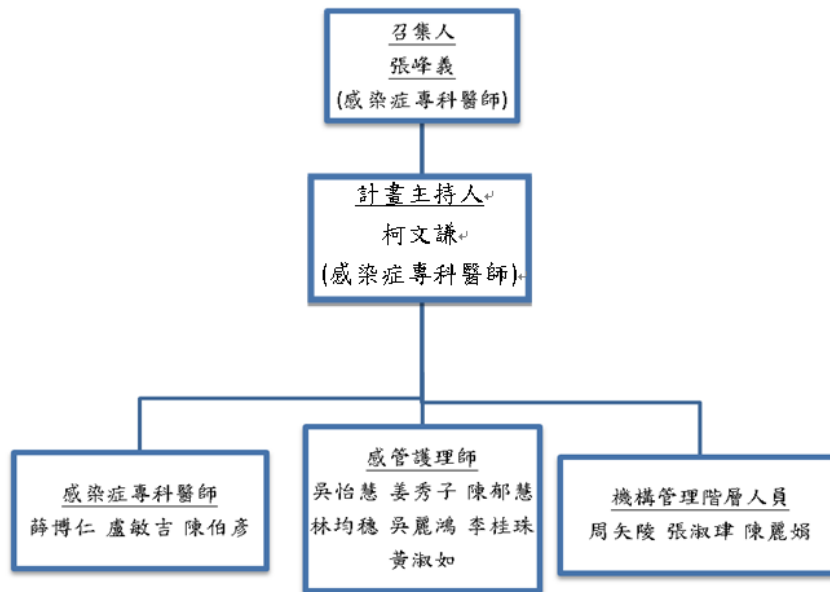 召集人
張峰義
(感染症專科醫師)
計畫主持人
柯文謙
(感染症專科醫師)
感染症專科醫師
薛博仁 盧敏吉 陳伯彥
感管護理師
吳怡慧 姜秀子 陳郁慧
林均穗 吳麗鴻 李桂珠
黃淑如
機構管理階層人員
周矢陵 張淑珒 陳麗娟